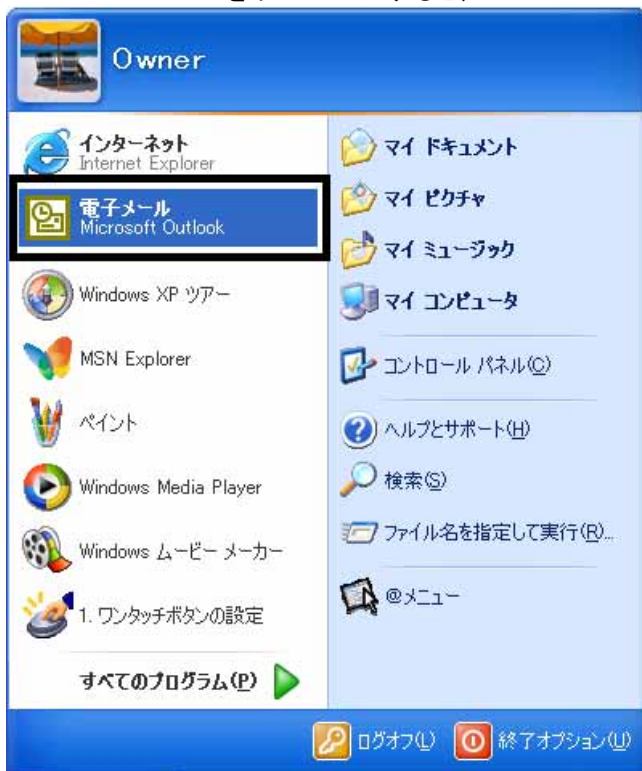 Owner
インターネット
Internet Explorer
電子メール
Microsoft Outlook
Windows XP ツアー
MSN Explorer
ペイント
Windows Media Player
Windows ムービー メーカー
1. ワンタッチボタンの設定
すべてのプログラム(P)
マイ ドキュメント
マイ ピクチャ
マイ ミュージック
マイ コンピュータ
コントロール パネル(C)
ヘルプとサポート(H)
検索(S)
ファイル名を指定して実行(R)...
@メニュー
ログオフ(L)
終了オプション(U)